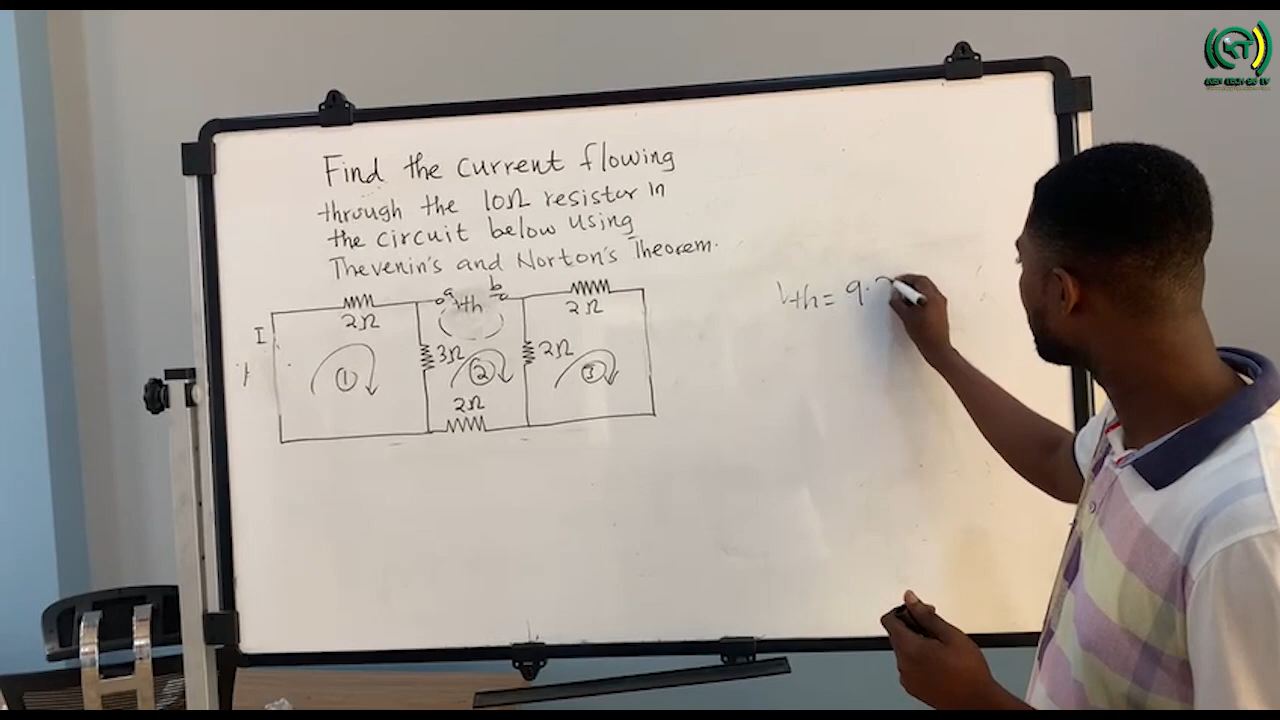 Find the current flowing
through the 10Ω resistor in
the circuit below using
Thevenin's and Norton's Theorem.
a
b
th
2Ω
2Ω
I
3Ω
2Ω
1
2
3
2Ω
Vth = 9.